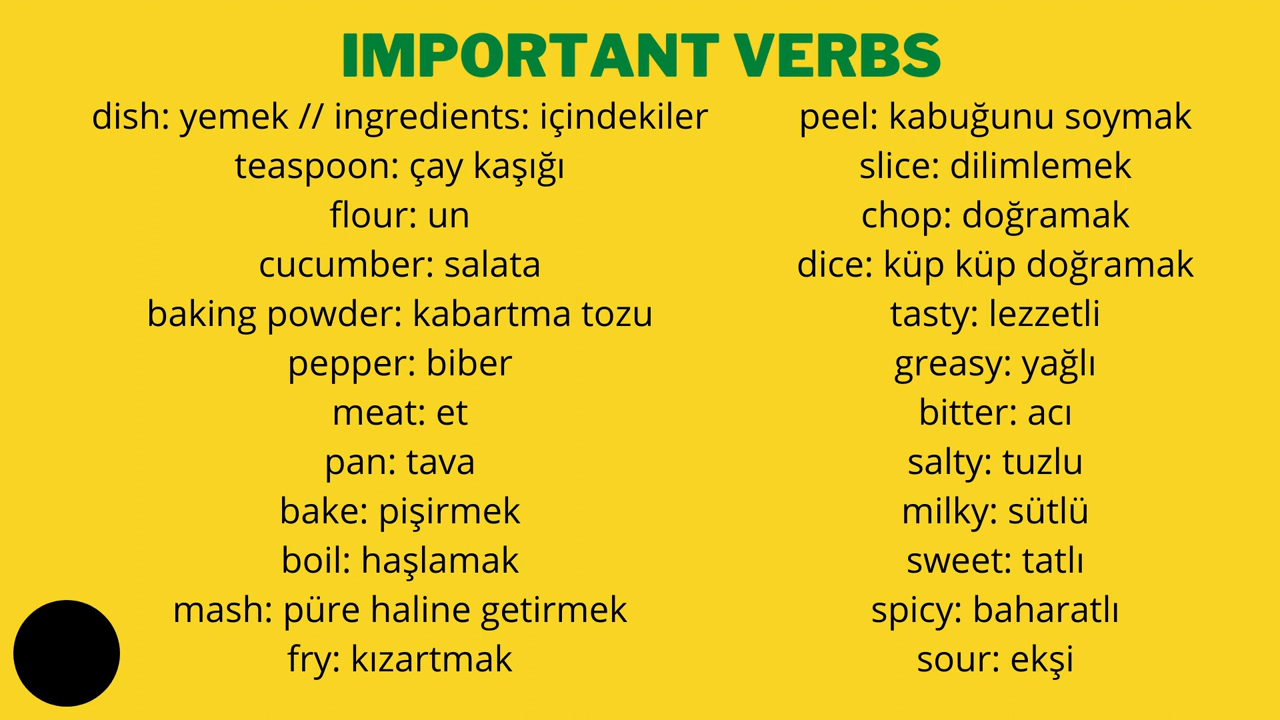 IMPORTANT VERBS
dish: yemek // ingredients: içindekiler
teaspoon: çay kaşığı
flour: un
cucumber: salata
baking powder: kabartma tozu
pepper: biber
meat: et
pan: tava
bake: pişirmek
boil: haşlamak
mash: püre haline getirmek
fry: kızartmak
peel: kabuğunu soymak
slice: dilimlemek
chop: doğramak
dice: küp küp doğramak
tasty: lezzetli
greasy: yağlı
bitter: acı
salty: tuzlu
milky: sütlü
sweet: tatlı
spicy: baharatlı
sour: ekşi